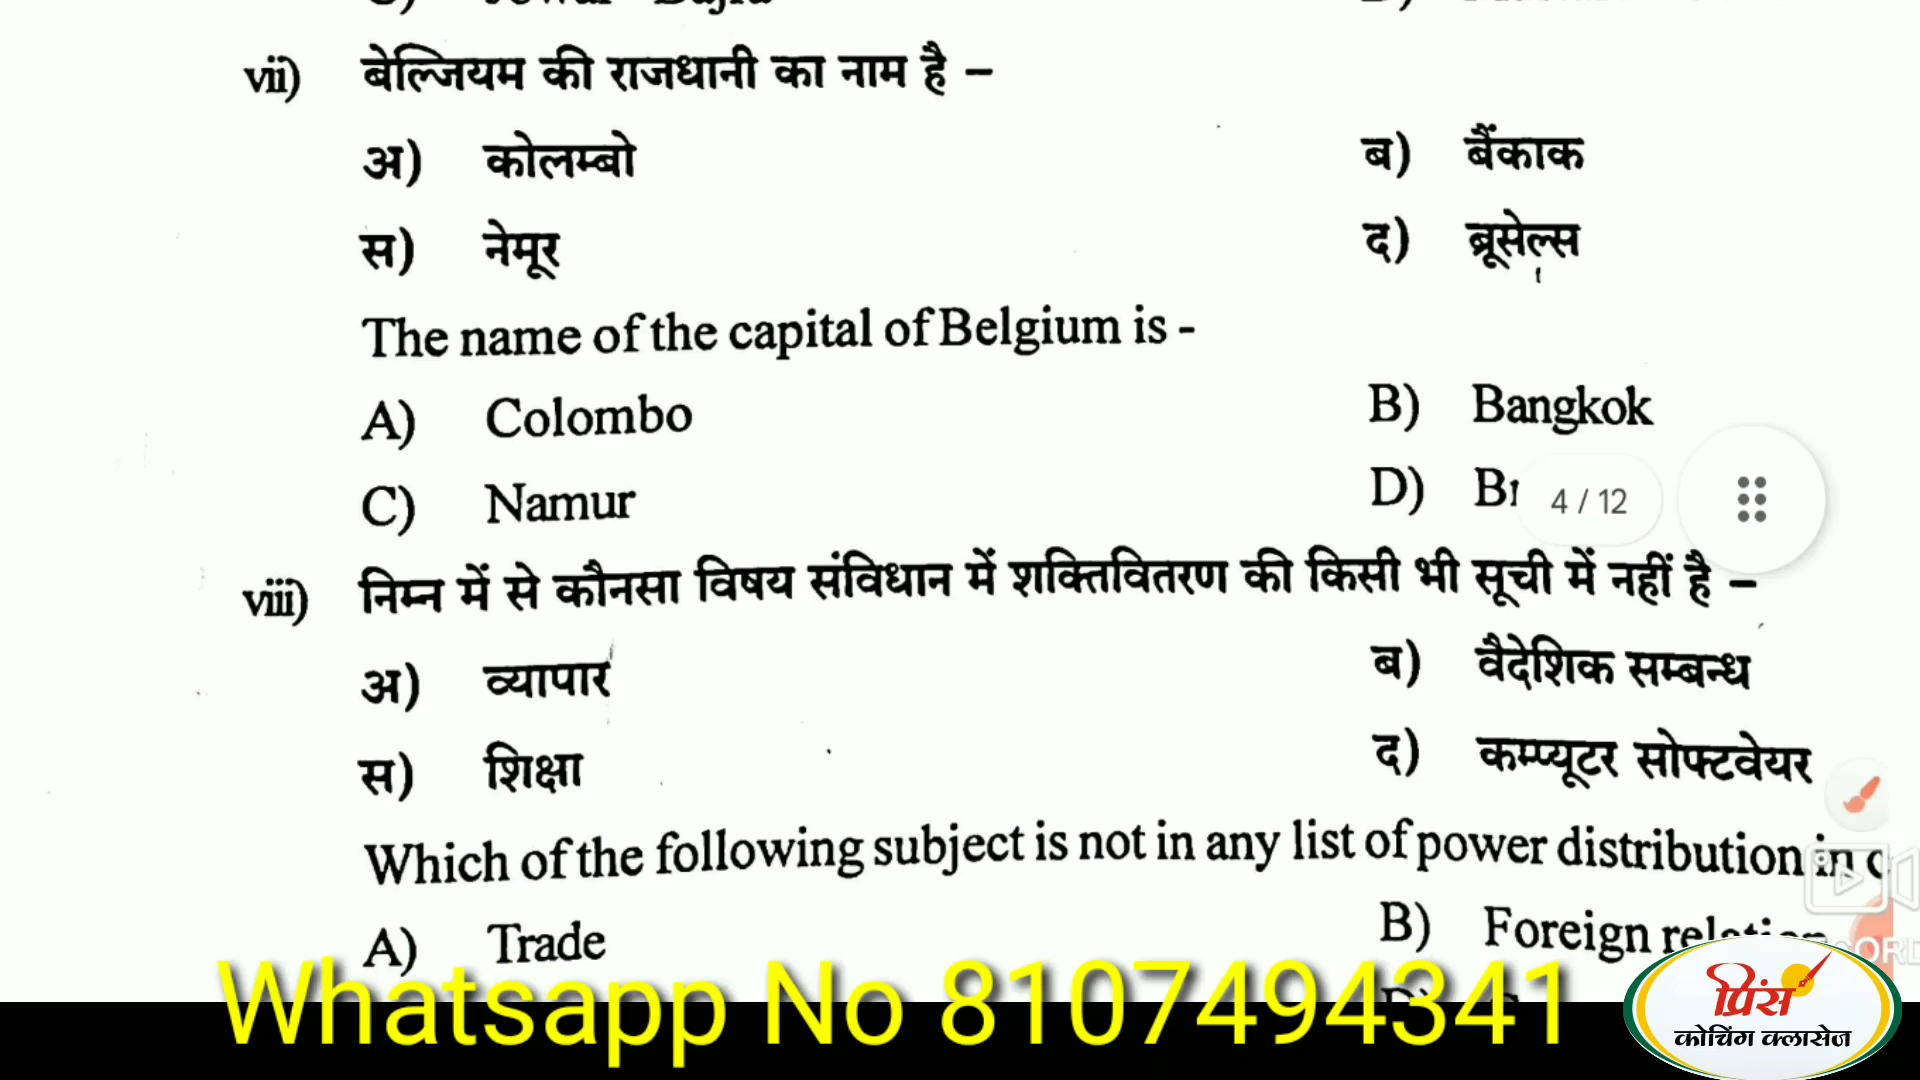 vii) बेल्जियम की राजधानी का नाम है –
अ) कोलम्बो ब) बैंकाक
स) नेमूर द) ब्रूसेल्स
The name of the capital of Belgium is -
A) Colombo B) Bangkok
C) Namur D)
4 / 12
viii) निम्न में से कौनसा विषय संविधान में शक्तिवितरण की किसी भी सूची में नहीं है –
अ) व्यापार ब) वैदेशिक सम्बन्ध
स) शिक्षा द) कम्प्यूटर सोफ्टवेयर
Which of the following subject is not in any list of power distribution in
A) Trade B) Foreign
Whatsapp No 8107494341
प्रिंस
कोचिंग क्लासेज